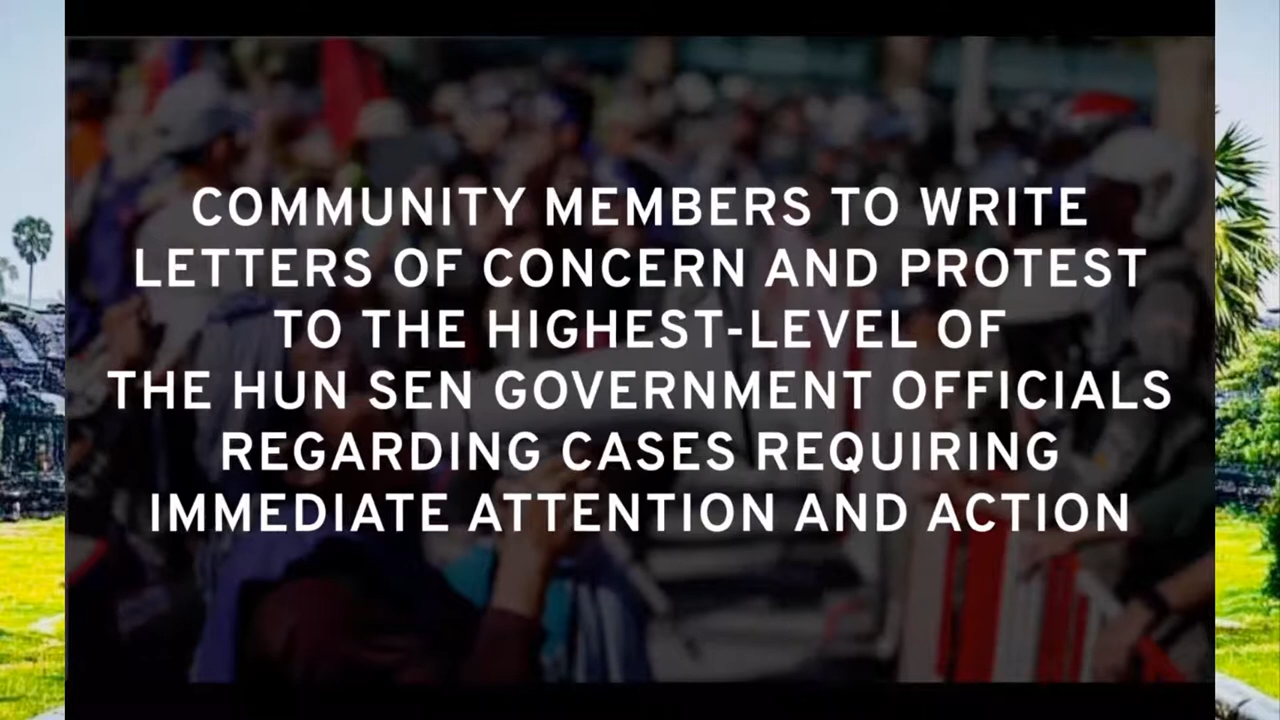 COMMUNITY MEMBERS TO WRITE
LETTERS OF CONCERN AND PROTEST
TO THE HIGHEST-LEVEL OF
THE HUN SEN GOVERNMENT OFFICIALS
REGARDING CASES REQUIRING
IMMEDIATE ATTENTION AND ACTION